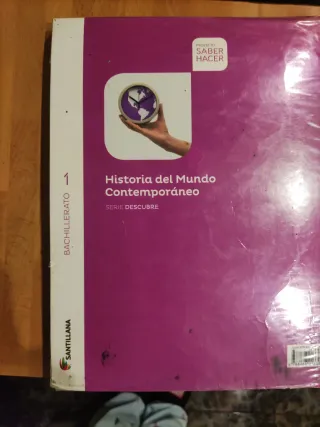 PROYECTO
SABER
HACER
Historia del Mundo
Contemporáneo
SERIE DESCUBRE
BACHILLERATO 1
SANTILLANA